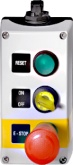 RESET
ON
OFF
E - STOP